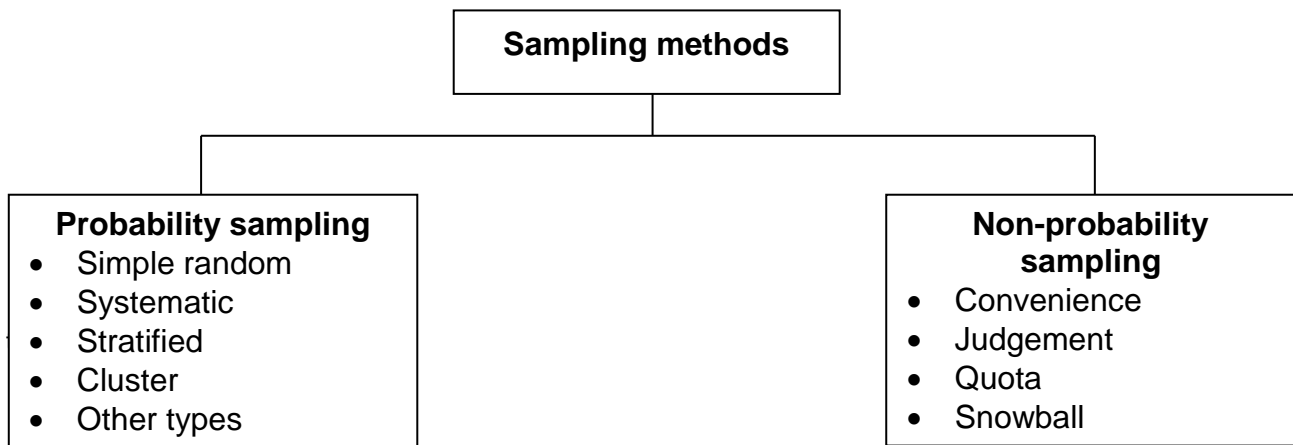 Sampling methods
Probability sampling
• Simple random
• Systematic
• Stratified
• Cluster
• Other types
Non-probability
sampling
• Convenience
• Judgement
• Quota
• Snowball